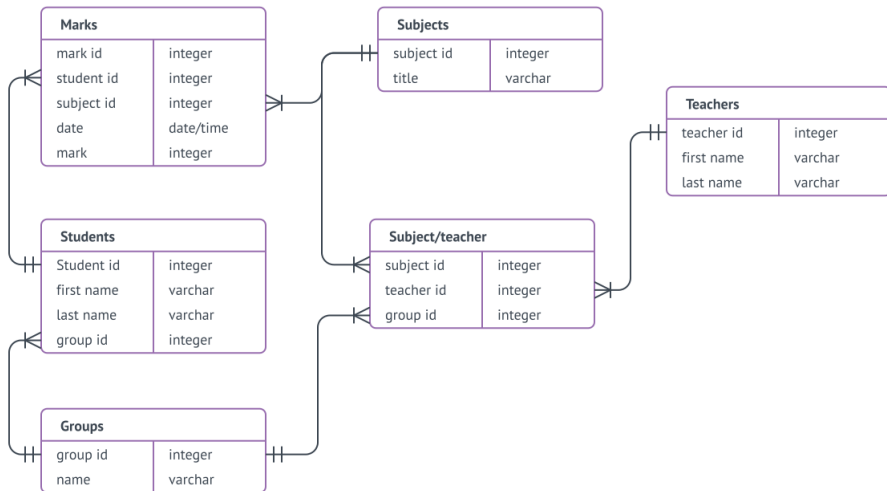 Marks
mark id integer
student id integer
subject id integer
date date/time
mark integer
Subjects
subject id integer
title varchar
Teachers
teacher id integer
first name varchar
last name varchar
Students
Student id integer
first name varchar
last name varchar
group id integer
Subject/teacher
subject id integer
teacher id integer
group id integer
Groups
group id integer
name varchar